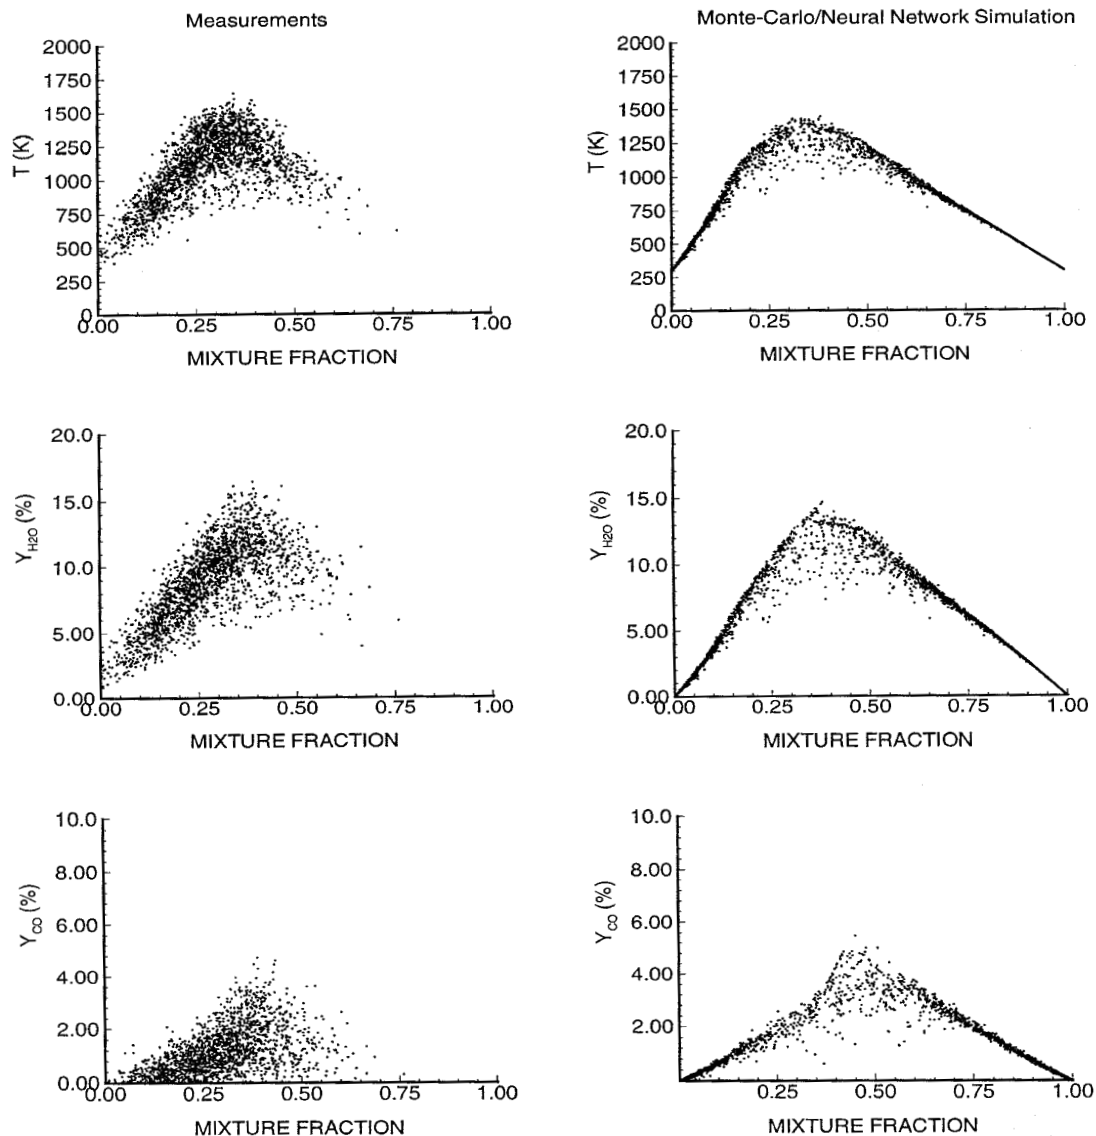 Measurements
Monte-Carlo/Neural Network Simulation
2000
1750
1500
1250
1000
750
500
250
0
T (K)
0.00 0.25 0.50 0.75 1.00
MIXTURE FRACTION
2000
1750
1500
1250
1000
750
500
250
0
T (K)
0.00 0.25 0.50 0.75 1.00
MIXTURE FRACTION
20.0
15.0
10.0
5.00
0.00
Y_H2O (%)
0.00 0.25 0.50 0.75 1.00
MIXTURE FRACTION
20.0
15.0
10.0
5.00
0.00
Y_H2O (%)
0.00 0.25 0.50 0.75 1.00
MIXTURE FRACTION
10.0
8.00
6.00
4.00
2.00
0.00
Y_CO (%)
0.00 0.25 0.50 0.75 1.00
MIXTURE FRACTION
10.0
8.00
6.00
4.00
2.00
Y_CO (%)
0.25 0.50 0.75 1.00
MIXTURE FRACTION